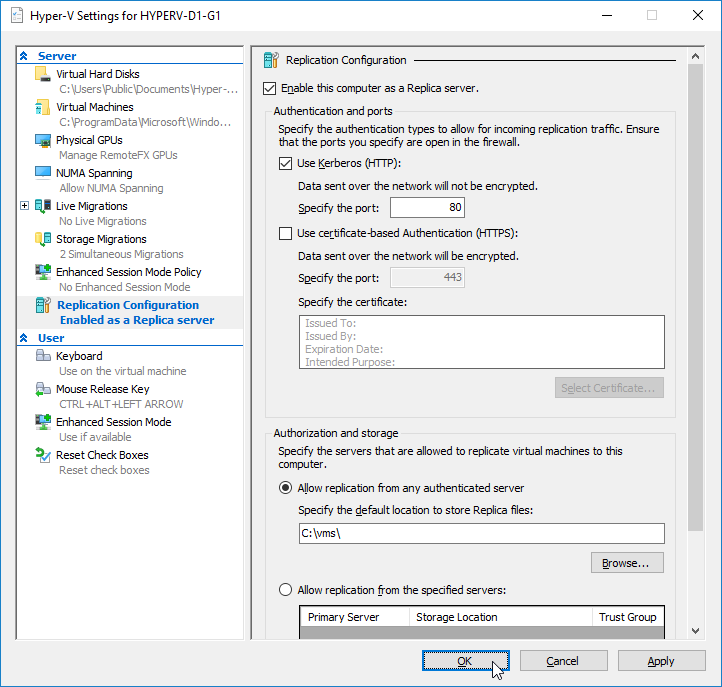 Hyper-V Settings for HYPERV-D1-G1
Server
Virtual Hard Disks
C:\Users\Public\Documents\Hyper-...
Virtual Machines
C:\ProgramData\Microsoft\Windo...
Physical GPUs
Manage RemoteFX GPUs
NUMA Spanning
Allow NUMA Spanning
Live Migrations
No Live Migrations
Storage Migrations
2 Simultaneous Migrations
Enhanced Session Mode Policy
No Enhanced Session Mode
Replication Configuration
Enabled as a Replica server
User
Keyboard
Use on the virtual machine
Mouse Release Key
CTRL+ALT+LEFT ARROW
Enhanced Session Mode
Use if available
Reset Check Boxes
Reset check boxes
Replication Configuration
Enable this computer as a Replica server.
Authentication and ports
Specify the authentication types to allow for incoming replication traffic. Ensure
that the ports you specify are open in the firewall.
Use Kerberos (HTTP):
Data sent over the network will not be encrypted.
Specify the port: 80
Use certificate-based Authentication (HTTPS):
Data sent over the network will be encrypted.
Specify the port: 443
Specify the certificate:
Issued To:
Issued By:
Expiration Date:
Intended Purpose:
Select Certificate...
Authorization and storage
Specify the servers that are allowed to replicate virtual machines to this
computer.
Allow replication from any authenticated server
Specify the default location to store Replica files:
C:\vms\
Browse...
Allow replication from the specified servers:
Primary Server Storage Location Trust Group
OK Cancel Apply